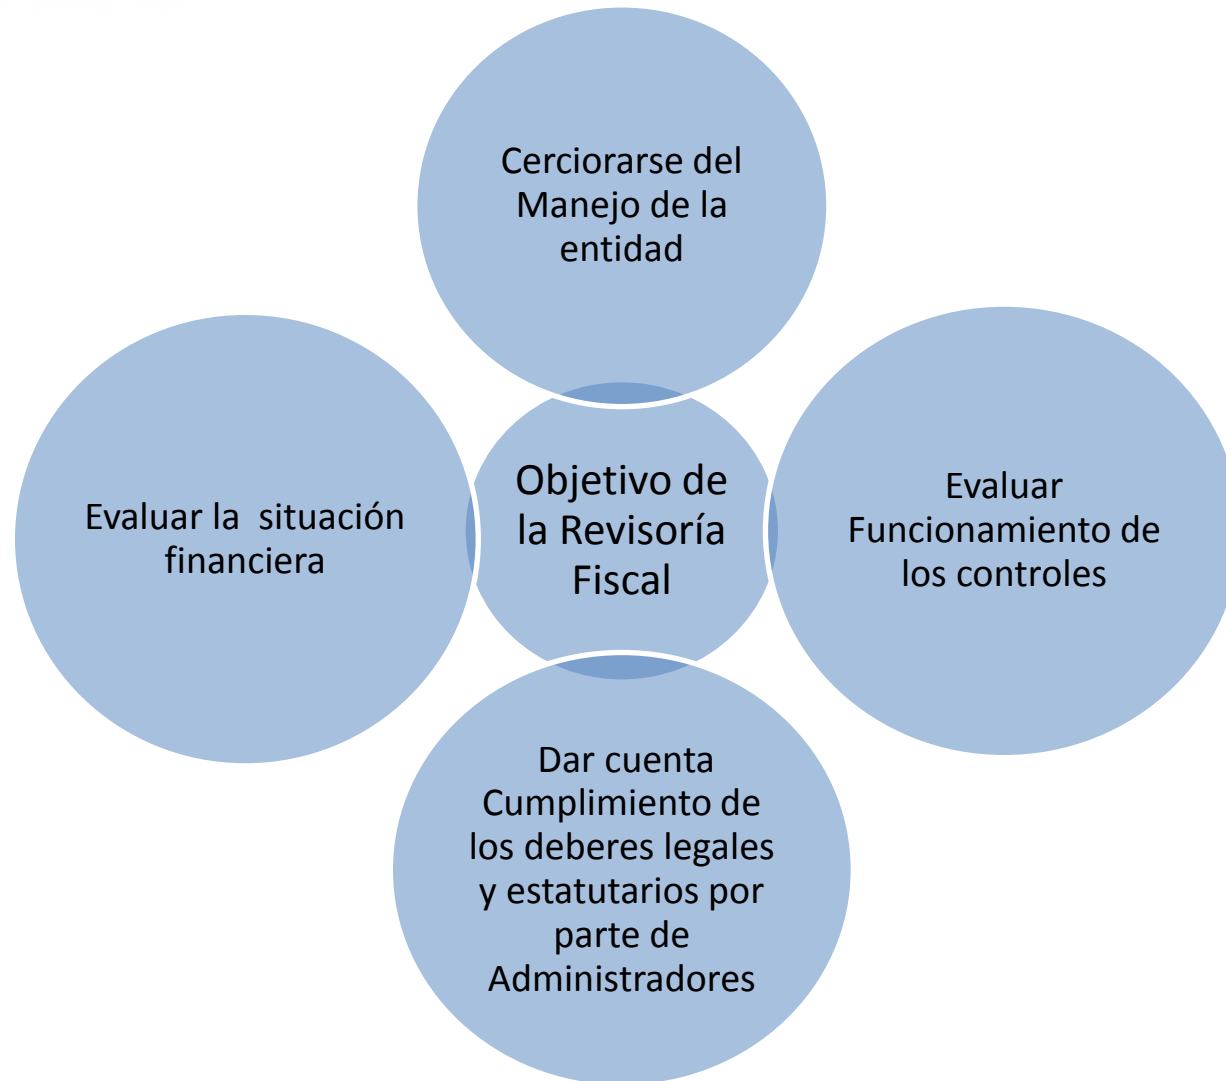 Cerciorarse del
Manejo de la
entidad
Evaluar la situación
financiera
Objetivo de
la Revisoría
Fiscal
Evaluar
Funcionamiento de
los controles
Dar cuenta
Cumplimiento de
los deberes legales
y estatutarios por
parte de
Administradores